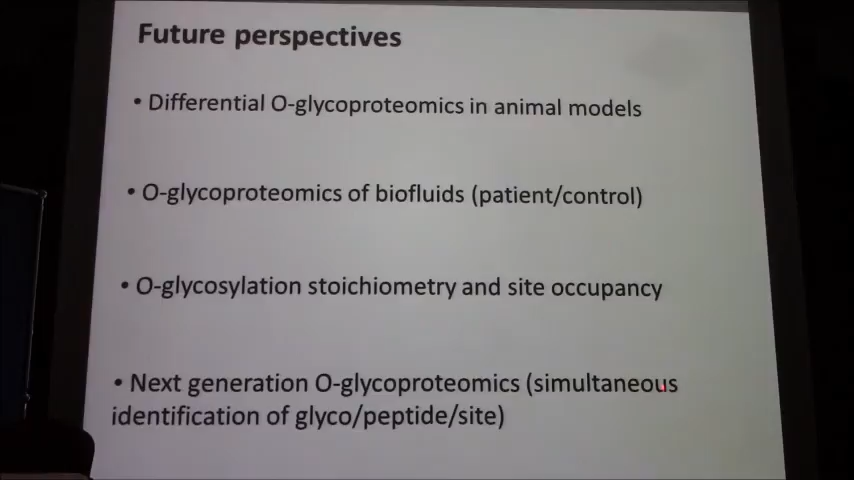 Future perspectives
• Differential O-glycoproteomics in animal models
• O-glycoproteomics of biofluids (patient/control)
• O-glycosylation stoichiometry and site occupancy
• Next generation O-glycoproteomics (simultaneous
identification of glyco/peptide/site)